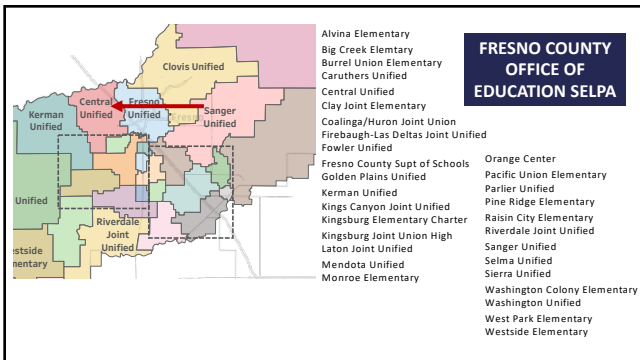 FRESNO COUNTY
OFFICE OF
EDUCATION SELPA
Clovis Unified
Central
Unified
Fresno
Unified
Fresno
Sanger
Unified
Kerman
Unified
Unified
Riverdale
Joint
Unified
estside
mentary
Alvina Elementary
Big Creek Elemtary
Burrel Union Elementary
Caruthers Unified
Central Unified
Clay Joint Elementary
Coalinga/Huron Joint Union
Firebaugh-Las Deltas Joint Unified
Fowler Unified
Fresno County Supt of Schools
Golden Plains Unified
Kerman Unified
Kings Canyon Joint Unified
Kingsburg Elementary Charter
Kingsburg Joint Union High
Laton Joint Unified
Mendota Unified
Monroe Elementary
Orange Center
Pacific Union Elementary
Parlier Unified
Pine Ridge Elementary
Raisin City Elementary
Riverdale Joint Unified
Sanger Unified
Selma Unified
Sierra Unified
Washington Colony Elementary
Washington Unified
West Park Elementary
Westside Elementary